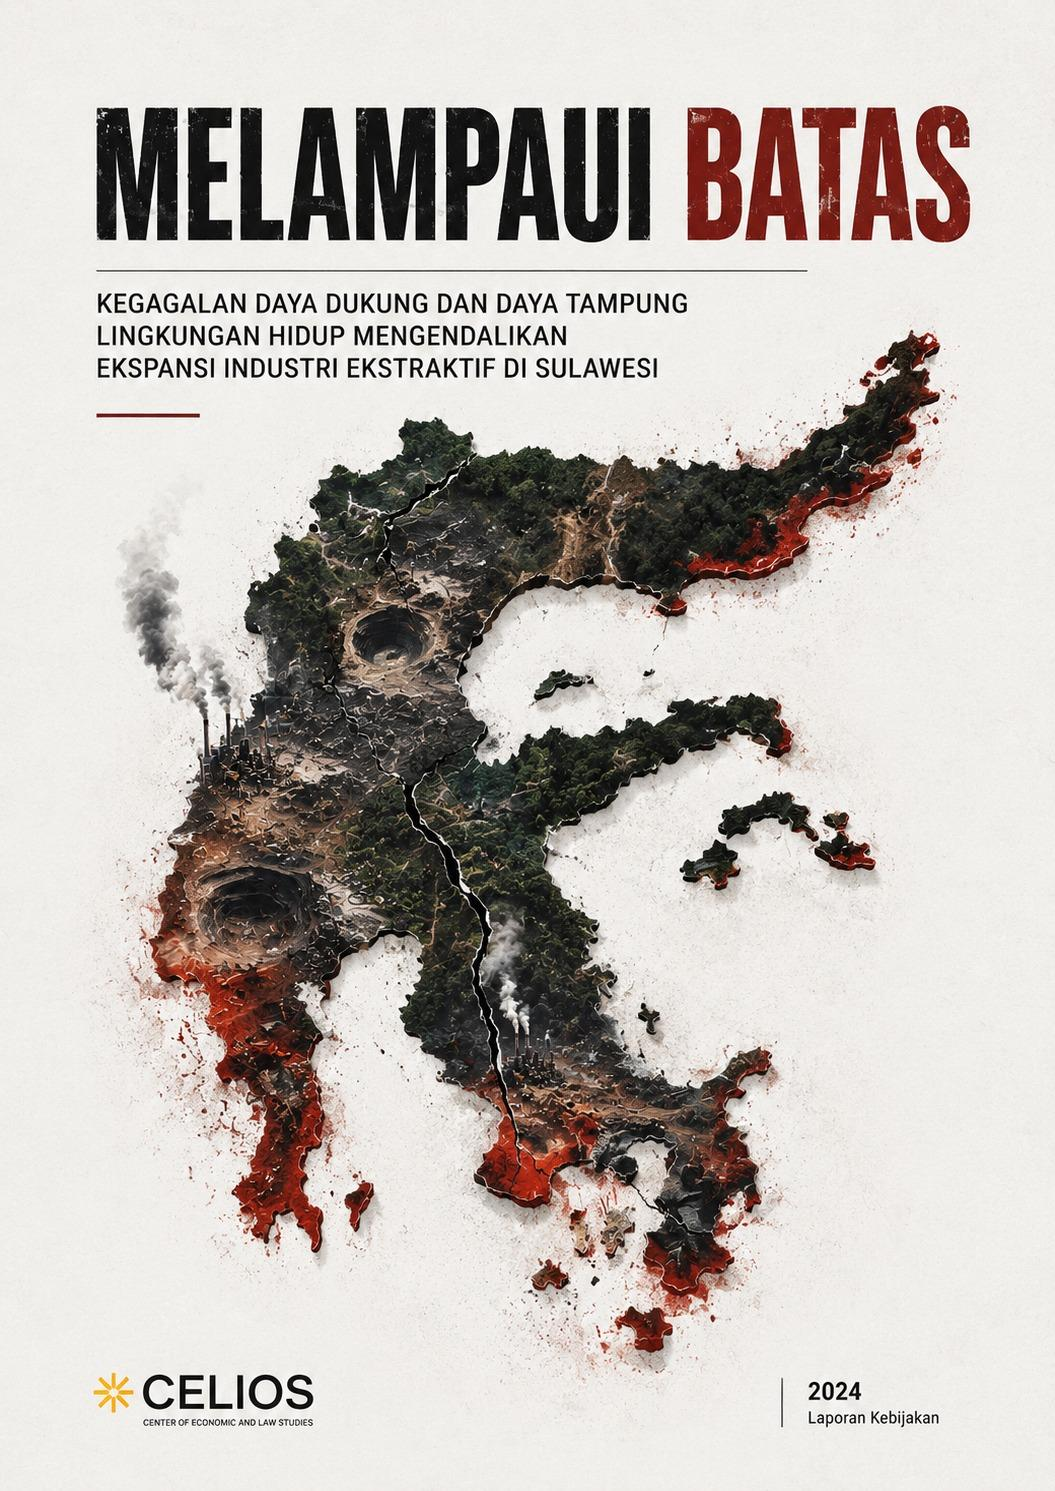 MELAMPAUI BATAS
KEGAGALAN DAYA DUKUNG DAN DAYA TAMPUNG
LINGKUNGAN HIDUP MENGENDALIKAN
EKSPANSI INDUSTRI EKSTRAKTIF DI SULAWESI
CELIOS
CENTER OF ECONOMIC AND LAW STUDIES
2024
Laporan Kebijakan